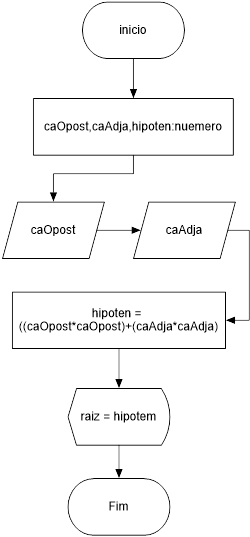 inicio
caOpost,caAdja,hipoten:nuemero
caOpost
caAdja
hipoten =
((caOpost*caOpost)+(caAdja*caAdja)
raiz = hipotem
Fim